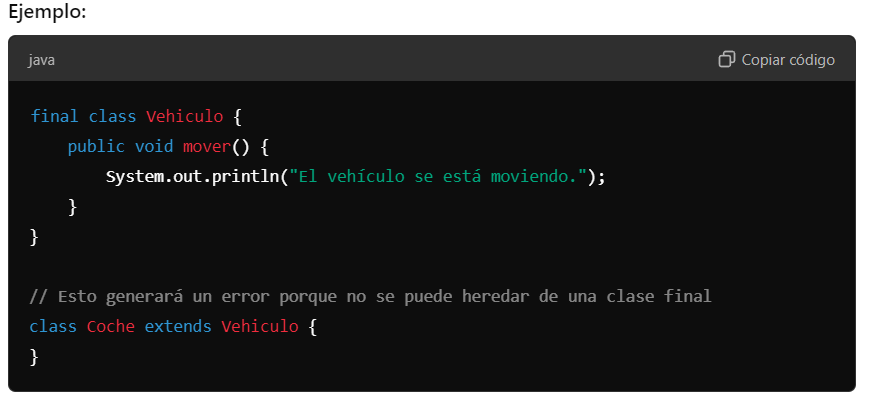 Ejemplo:
java
Copiar código
final class Vehiculo {
    public void mover() {
        System.out.println("El vehículo se está moviendo.");
    }
}
// Esto generará un error porque no se puede heredar de una clase final
class Coche extends Vehiculo {
}